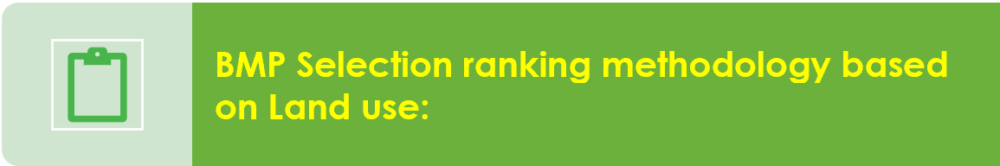 BMP Selection ranking methodology based
on Land use: